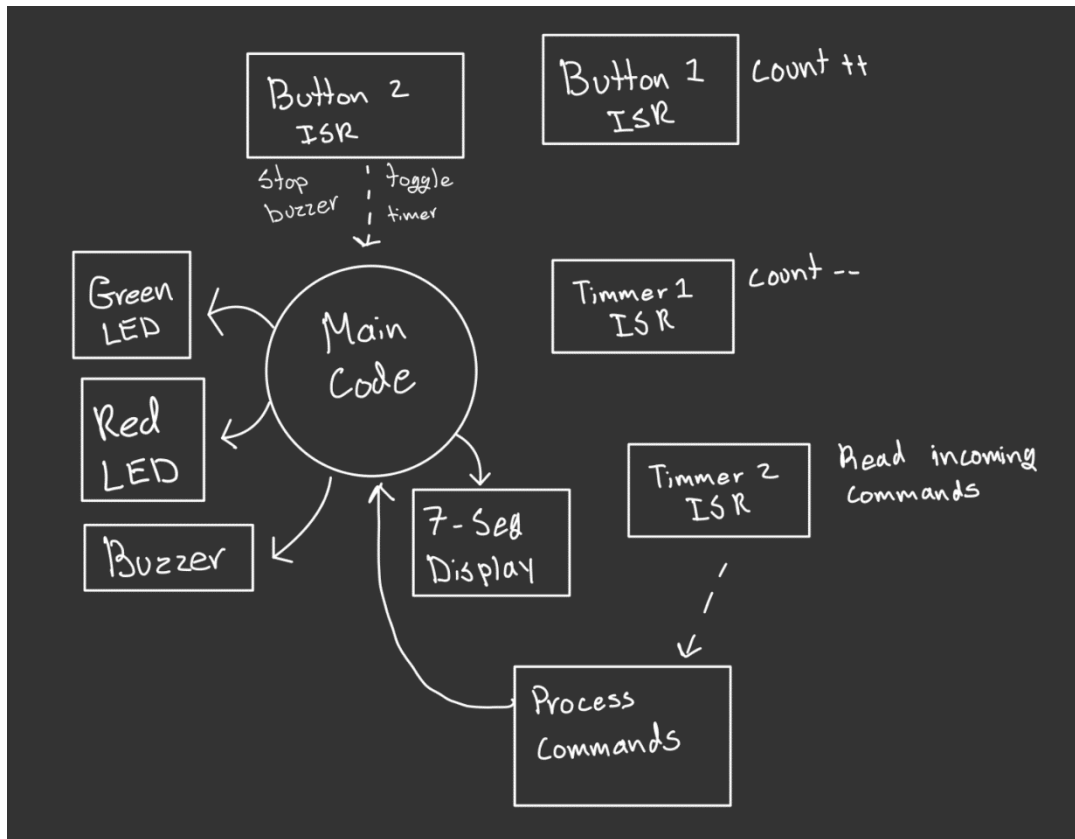 Button 2
ISR
Button 1
ISR
Count ++
Stop
buzzer
toggle
timer
Green
LED
Main
Code
Timmer 1
ISR
Count --
Red
LED
Buzzer
7-Seg
Display
Timmer 2
ISR
Read incoming
Commands
Process
Commands